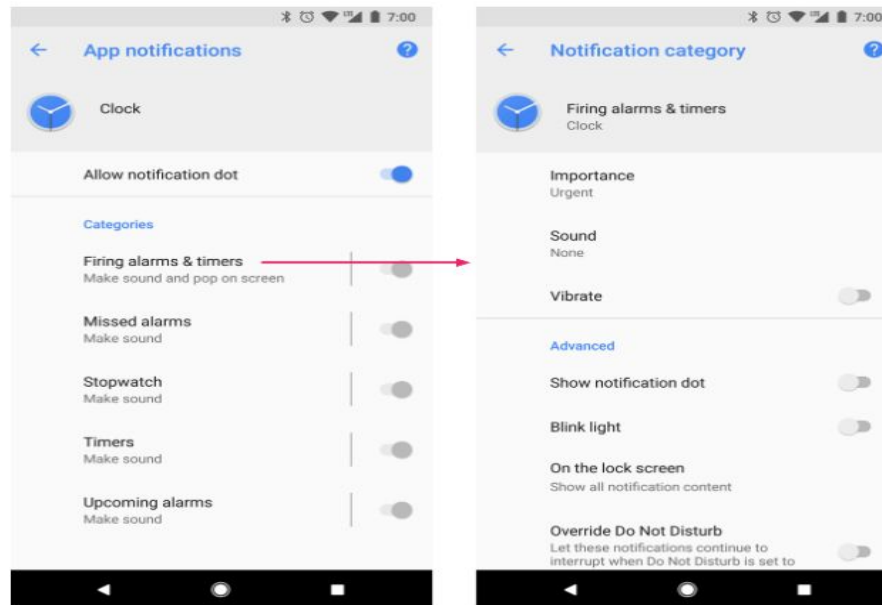 7:00
App notifications
Clock
Allow notification dot
Categories
Firing alarms & timers
Make sound and pop on screen
Missed alarms
Make sound
Stopwatch
Make sound
Timers
Make sound
Upcoming alarms
Make sound
7:00
Notification category
Firing alarms & timers
Clock
Importance
Urgent
Sound
None
Vibrate
Advanced
Show notification dot
Blink light
On the lock screen
Show all notification content
Override Do Not Disturb
Let these notifications continue to
interrupt when Do Not Disturb is set to